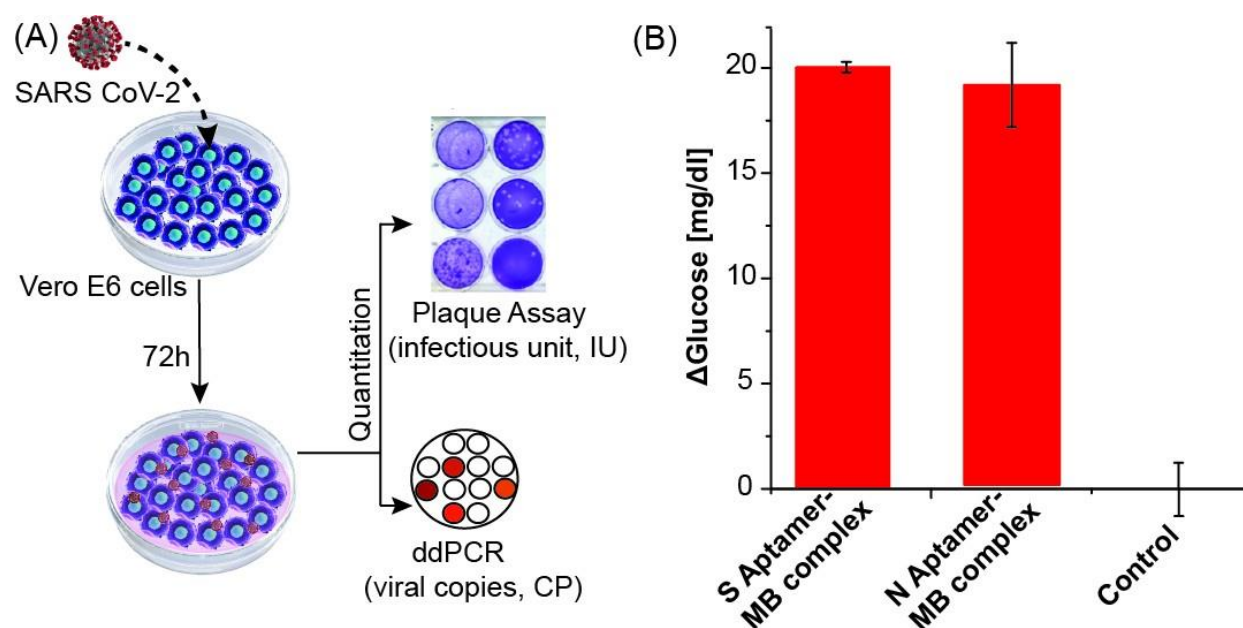 (A)
SARS CoV-2
Vero E6 cells
72h
Quantitation
Plaque Assay
(infectious unit, IU)
ddPCR
(viral copies, CP)
(B)
ΔGlucose [mg/dl]
20
15
10
5
0
S Aptamer-
MB complex
N Aptamer-
MB complex
Control